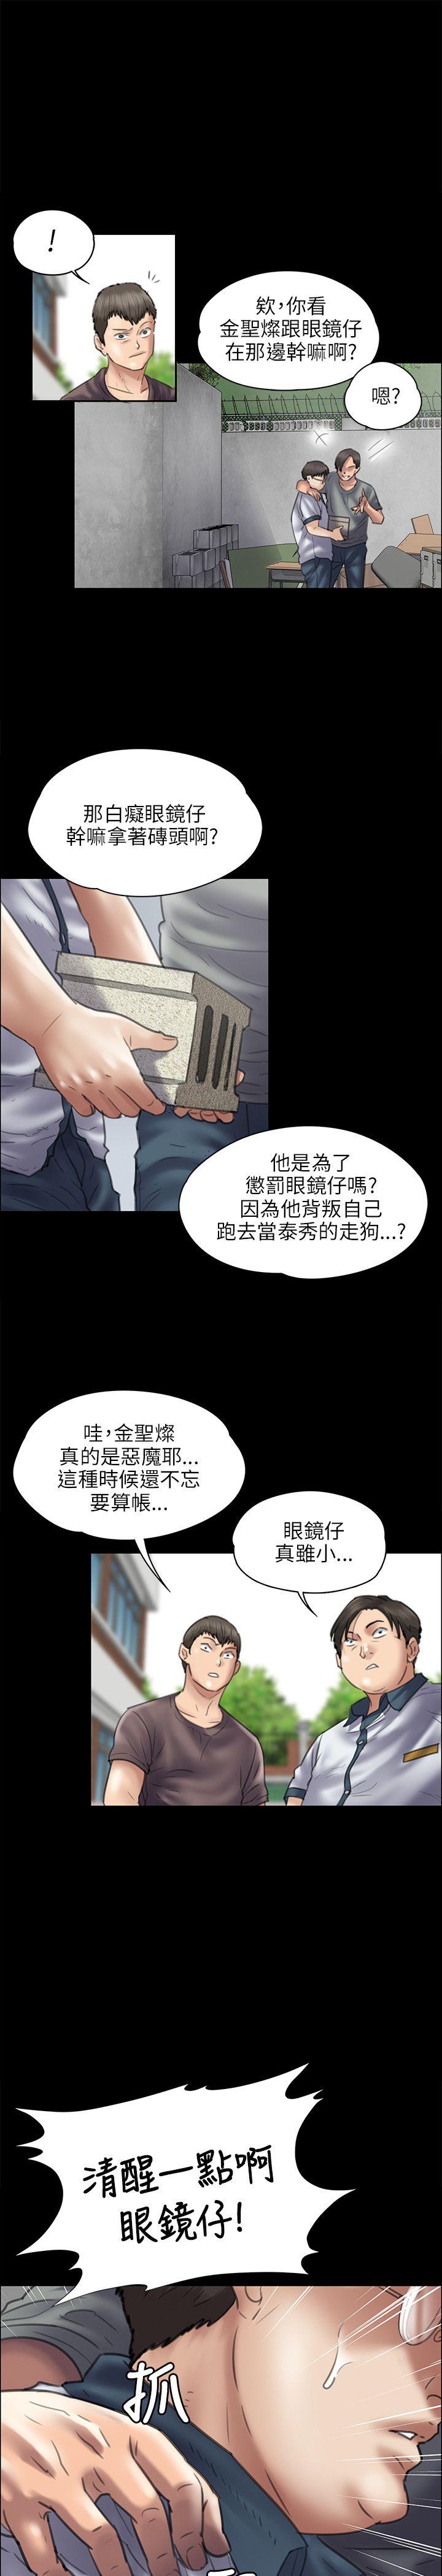 !
欸，你看
金聖燦跟眼鏡仔
在那邊幹嘛啊?
嗯?
那白癡眼鏡仔
幹嘛拿著磚頭啊?
他是為了
懲罰眼鏡仔嗎?
因為他背叛自己
跑去當泰秀的走狗...?
哇，金聖燦
真的是惡魔耶...
這種時候還不忘
要算帳...
眼鏡仔
真雖小...
清醒一點啊
眼鏡仔!
抓